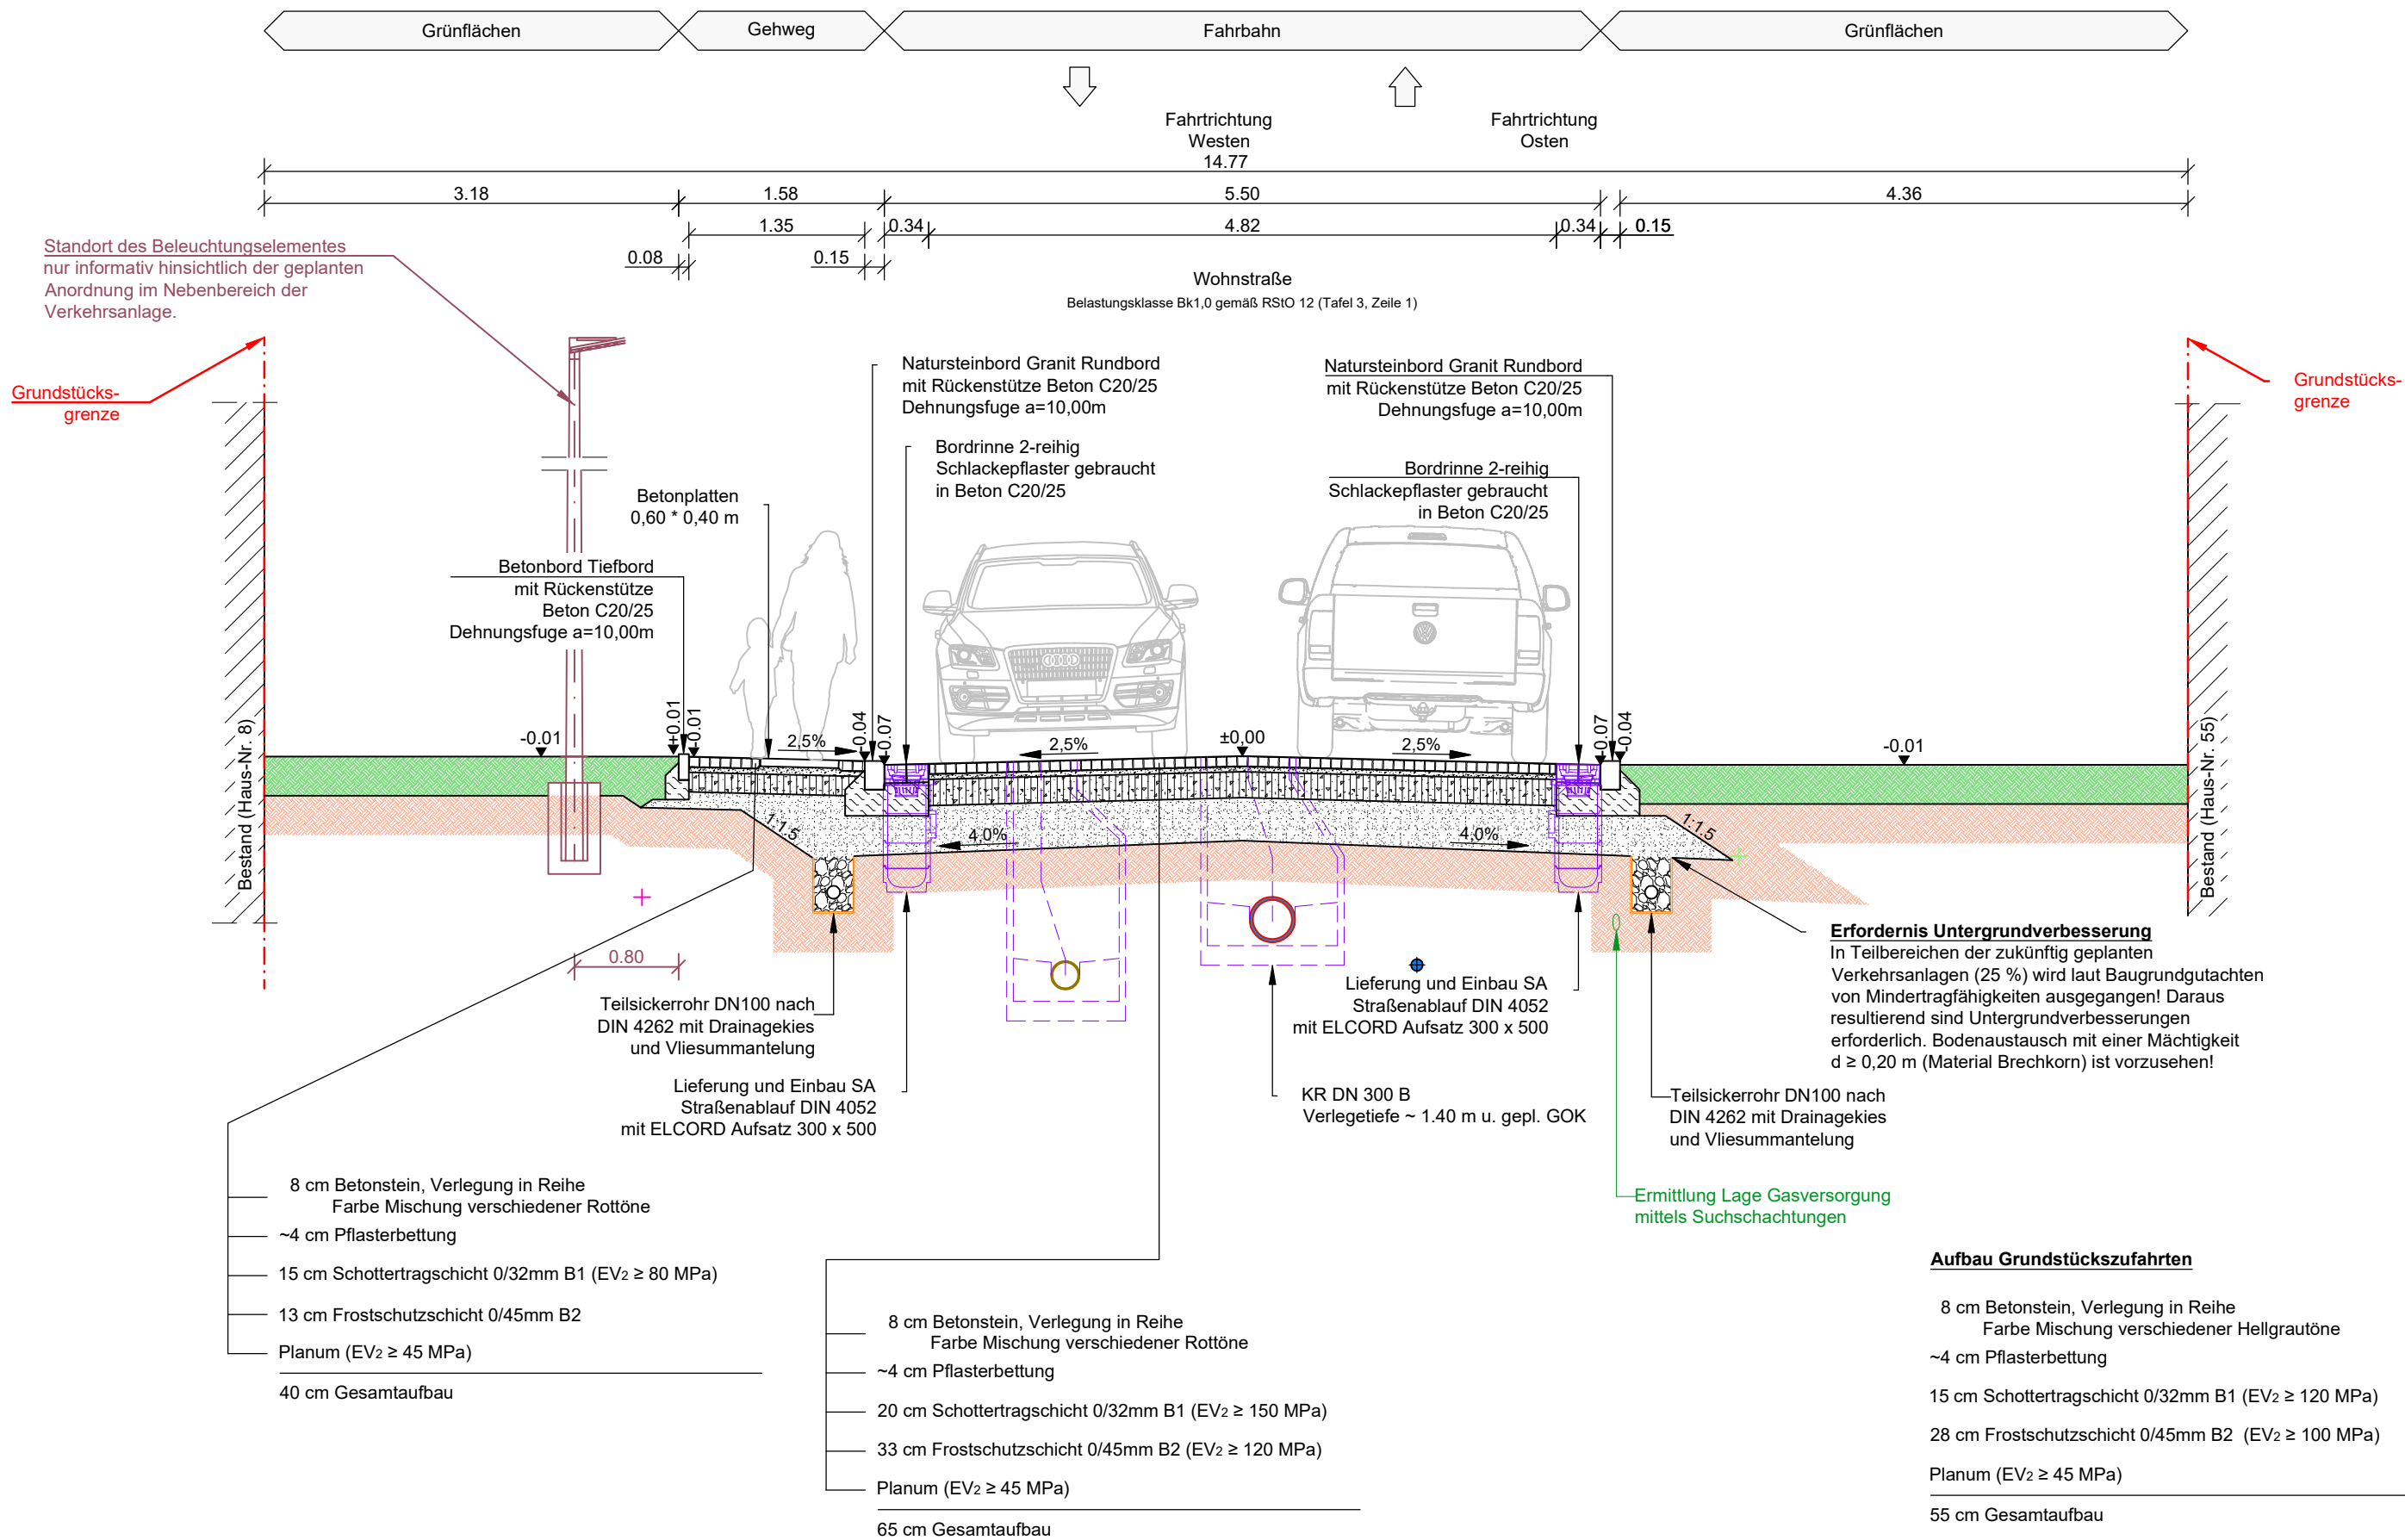 Grünflächen
Gehweg
Fahrbahn
Grünflächen
Fahrtrichtung
Westen
Fahrtrichtung
Osten
14.77
3.18
1.58
5.50
4.36
1.35
0.34
4.82
0.34
0.15
0.08
0.15
Wohnstraße
Belastungsklasse Bk1,0 gemäß RStO 12 (Tafel 3, Zeile 1)
Standort des Beleuchtungselementes
nur informativ hinsichtlich der geplanten
Anordnung im Nebenbereich der
Verkehrsanlage.
Grundstücks-
grenze
Natursteinbord Granit Rundbord
mit Rückenstütze Beton C20/25
Dehnungsfuge a=10,00m
Natursteinbord Granit Rundbord
mit Rückenstütze Beton C20/25
Dehnungsfuge a=10,00m
Grundstücks-
grenze
Bordrinne 2-reihig
Schlackepflaster gebraucht
in Beton C20/25
Bordrinne 2-reihig
Schlackepflaster gebraucht
in Beton C20/25
Betonplatten
0,60 * 0,40 m
Betonbord Tiefbord
mit Rückenstütze
Beton C20/25
Dehnungsfuge a=10,00m
Bestand (Haus-Nr. 8)
-0.01
+0.01
-0.01
2,5%
-0.04
-0.07
2,5%
±0,00
2,5%
-0.07
-0.04
-0.01
Bestand (Haus-Nr. 55)
1:1.5
4.0%
4.0%
1:1.5
0.80
Teilsickerrohr DN100 nach
DIN 4262 mit Drainagekies
und Vliesummantelung
Lieferung und Einbau SA
Straßenablauf DIN 4052
mit ELCORD Aufsatz 300 x 500
Lieferung und Einbau SA
Straßenablauf DIN 4052
mit ELCORD Aufsatz 300 x 500
KR DN 300 B
Verlegetiefe ~ 1.40 m u. gepl. GOK
Erfordernis Untergrundverbesserung
In Teilbereichen der zukünftig geplanten
Verkehrsanlagen (25 %) wird laut Baugrundgutachten
von Mindertragfähigkeiten ausgegangen! Daraus
resultierend sind Untergrundverbesserungen
erforderlich. Bodenaustausch mit einer Mächtigkeit
d ≥ 0,20 m (Material Brechkorn) ist vorzusehen!
Teilsickerrohr DN100 nach
DIN 4262 mit Drainagekies
und Vliesummantelung
Ermittlung Lage Gasversorgung
mittels Suchschachtungen
8 cm Betonstein, Verlegung in Reihe
Farbe Mischung verschiedener Rottöne
~4 cm Pflasterbettung
15 cm Schottertragschicht 0/32mm B1 (EV2 ≥ 80 MPa)
13 cm Frostschutzschicht 0/45mm B2
Planum (EV2 ≥ 45 MPa)
40 cm Gesamtaufbau
8 cm Betonstein, Verlegung in Reihe
Farbe Mischung verschiedener Rottöne
~4 cm Pflasterbettung
20 cm Schottertragschicht 0/32mm B1 (EV2 ≥ 150 MPa)
33 cm Frostschutzschicht 0/45mm B2 (EV2 ≥ 120 MPa)
Planum (EV2 ≥ 45 MPa)
65 cm Gesamtaufbau
Aufbau Grundstückszufahrten
8 cm Betonstein, Verlegung in Reihe
Farbe Mischung verschiedener Hellgrautöne
~4 cm Pflasterbettung
15 cm Schottertragschicht 0/32mm B1 (EV2 ≥ 120 MPa)
28 cm Frostschutzschicht 0/45mm B2 (EV2 ≥ 100 MPa)
Planum (EV2 ≥ 45 MPa)
55 cm Gesamtaufbau